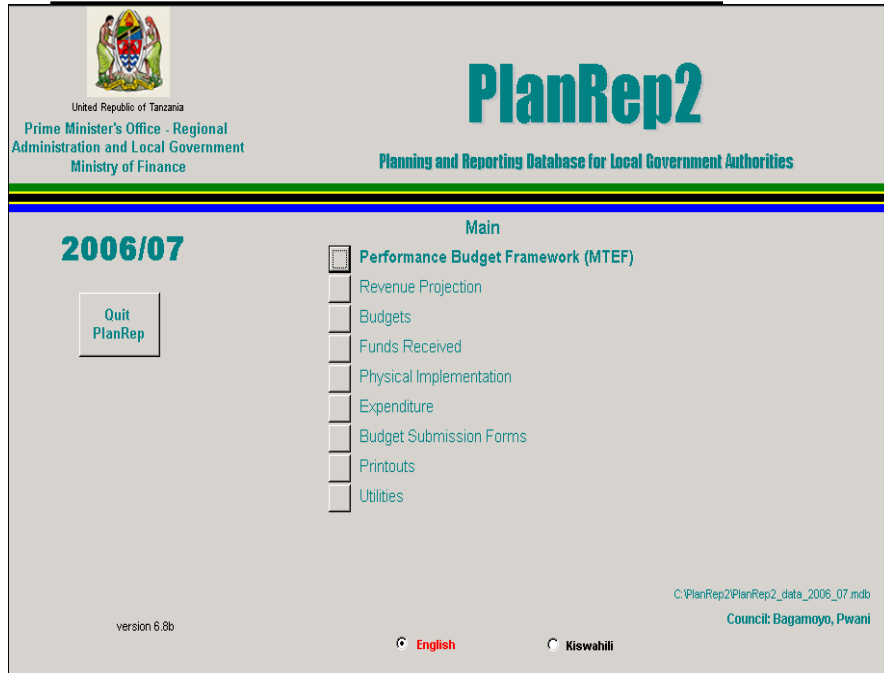 United Republic of Tanzania
Prime Minister's Office - Regional
Administration and Local Government
Ministry of Finance
PlanRep2
Planning and Reporting Database for Local Government Authorities
2006/07
Quit
PlanRep
Main
Performance Budget Framework (MTEF)
Revenue Projection
Budgets
Funds Received
Physical Implementation
Expenditure
Budget Submission Forms
Printouts
Utilities
C:\PlanRep2\PlanRep2_data_2006_07.mdb
Council: Bagamoyo, Pwani
version 6.8b
English
Kiswahili